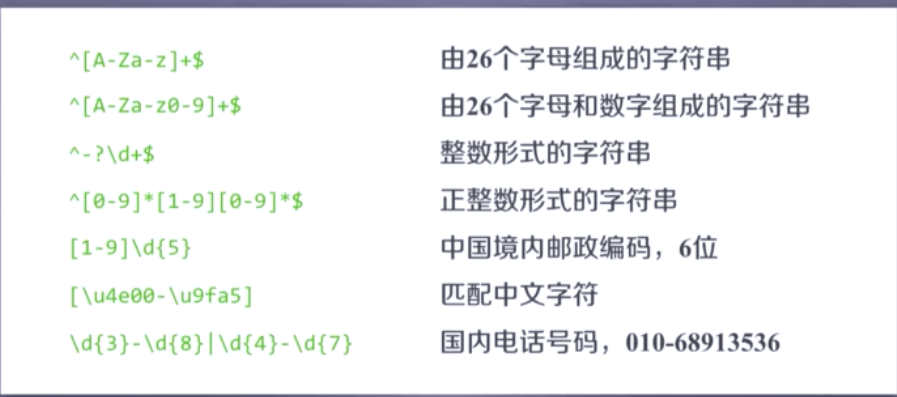 ^[A-Za-z]+$ 由26个字母组成的字符串
^[A-Za-z0-9]+$ 由26个字母和数字组成的字符串
^-?\d+$ 整数形式的字符串
^[0-9]*[1-9][0-9]*$ 正整数形式的字符串
[1-9]\d{5} 中国境内邮政编码，6位
[\u4e00-\u9fa5] 匹配中文字符
\d{3}-\d{8}|\d{4}-\d{7} 国内电话号码，010-68913536